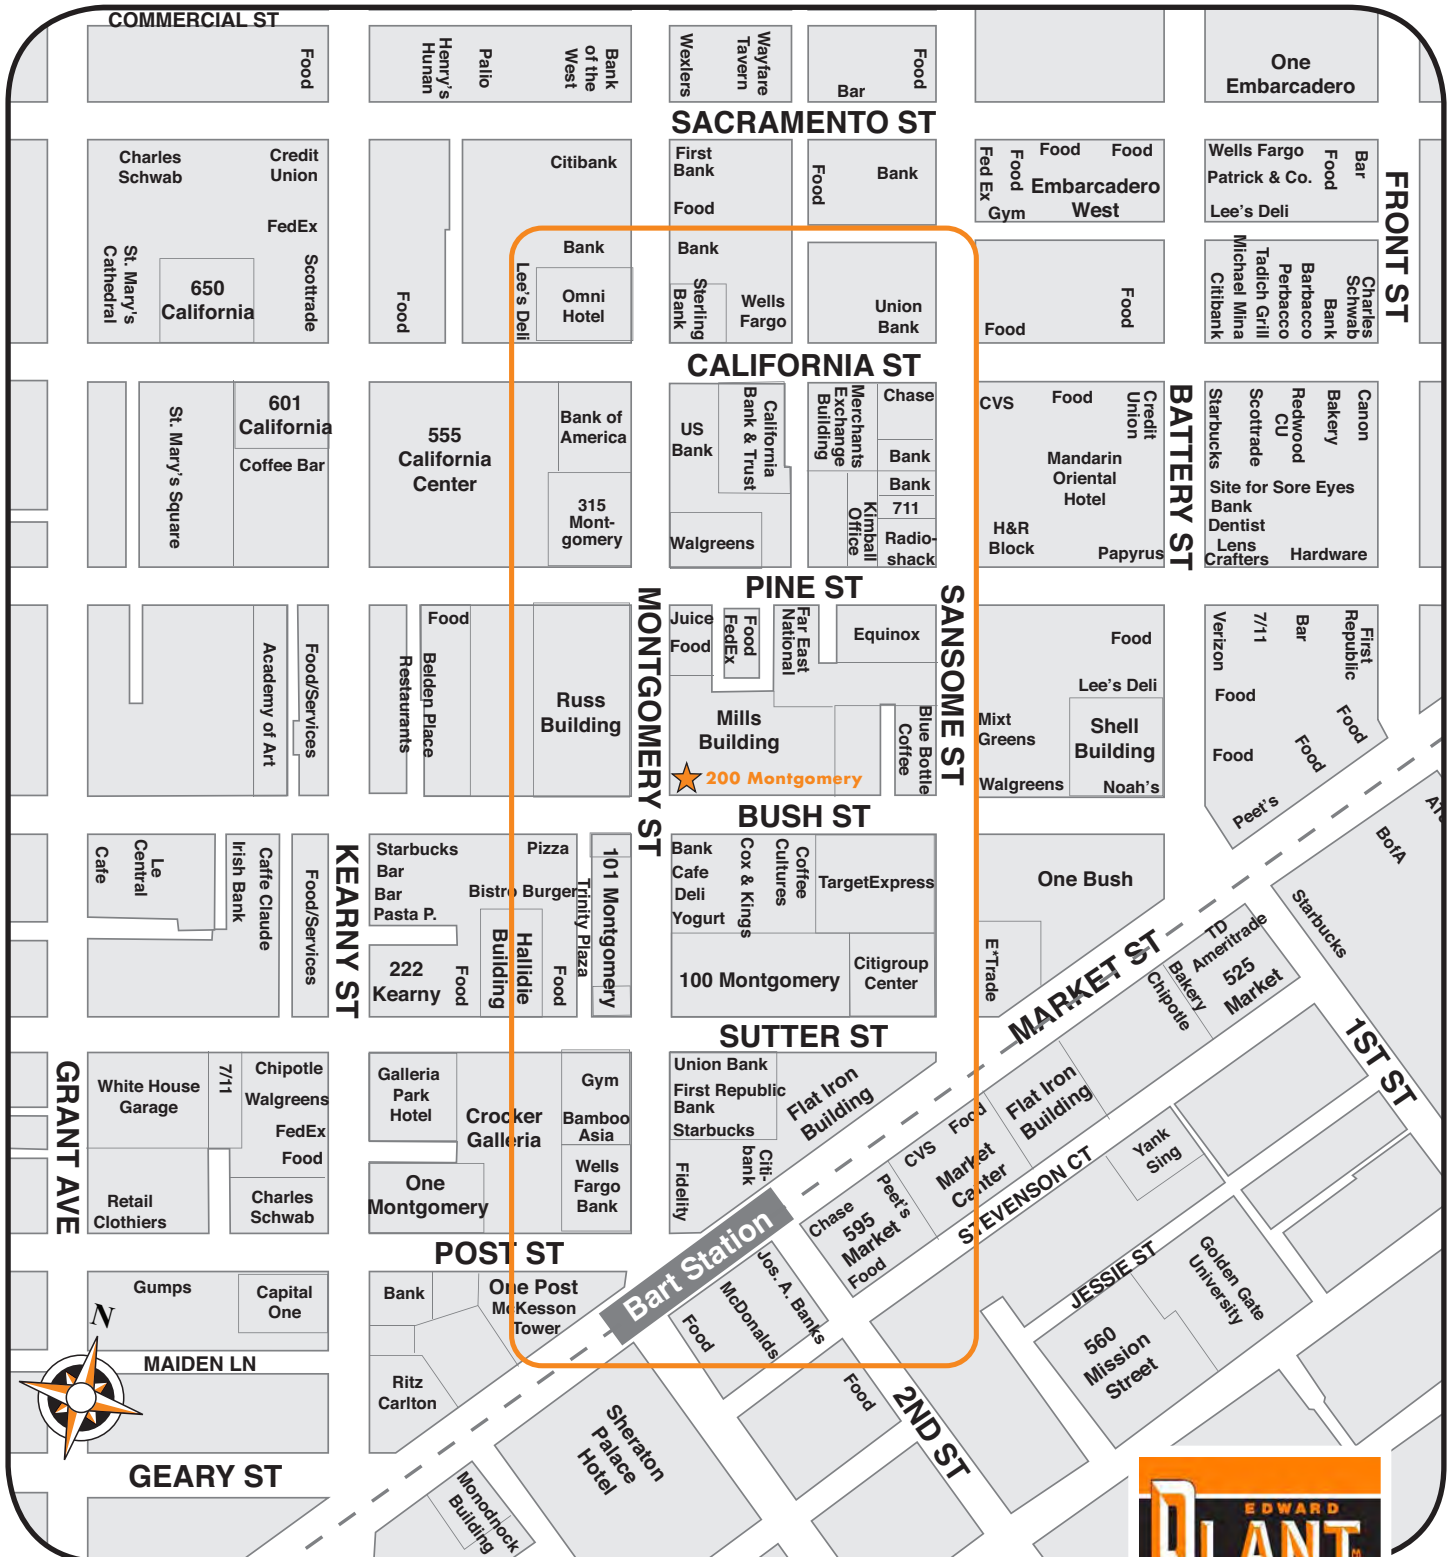 COMMERCIAL ST
Food
Henry's
Hunan
Palio
Bank
of the
West
Wexlers
Wayfare
Tavern
Bar
Food
One
Embarcadero
SACRAMENTO ST
Charles
Schwab
Credit
Union
FedEx
St. Mary's
Cathedral
650
California
Scottrade
Food
Citibank
Bank
Lee's Deli
Omni
Hotel
First
Bank
Food
Bank
Sterling
Bank
Wells
Fargo
Food
Bank
Union
Bank
Fed Ex
Food
Food
Food
Embarcadero
West
Gym
Food
Food
Wells Fargo
Patrick & Co.
Lee's Deli
Food
Bar
Citibank
Michael Mina
Tadich Grill
Perbacco
Barbacco
Bank
Charles
Schwab
FRONT ST
CALIFORNIA ST
St. Mary's Square
601
California
Coffee Bar
555
California
Center
Bank of
America
315
Mont-
gomery
US
Bank
California
Bank & Trust
Walgreens
Merchants
Exchange
Building
Kimball
Office
Chase
Bank
Bank
711
Radio-
shack
CVS
Food
Credit
Union
Mandarin
Oriental
Hotel
H&R
Block
Papyrus
BATTERY ST
Starbucks
Scottrade
Redwood
CU
Bakery
Canon
Site for Sore Eyes
Bank
Dentist
Lens
Crafters
Hardware
PINE ST
MONTGOMERY ST
SANSOME ST
Academy of Art
Food/Services
Restaurants
Belden Place
Food
Russ
Building
Juice
Food
Food
FedEx
Far East
National
Equinox
Mills
Building
200 Montgomery
Blue Bottle
Coffee
Food
Lee's Deli
Mixt
Greens
Shell
Building
Walgreens
Noah's
Verizon
7/11
Bar
First
Republic
Food
Food
Food
Food
Peet's
BUSH ST
Cafe
Le
Central
Irish Bank
Caffe Claude
Food/Services
KEARNY ST
Starbucks
Bar
Bar
Pasta P.
Pizza
Bistro Burger
222
Kearny
Food
Hallidie
Building
Food
Trinity Plaza
101 Montgomery
Bank
Cafe
Deli
Yogurt
Cox & Kings
Coffee
Cultures
TargetExpress
100 Montgomery
Citigroup
Center
One Bush
E*Trade
MARKET ST
TD
Ameritrade
Bakery
Chipotle
525
Market
BofA
Starbucks
1ST ST
SUTTER ST
GRANT AVE
White House
Garage
7/11
Chipotle
Walgreens
FedEx
Food
Retail
Clothiers
Charles
Schwab
Galleria
Park
Hotel
Crocker
Galleria
Gym
Bamboo
Asia
One
Montgomery
Wells
Fargo
Bank
Union Bank
First Republic
Bank
Starbucks
Flat Iron
Building
Fidelity
Citi-
bank
Chase
Peet's
595
Market
Food
CVS
Food
Market
Canter
Flat Iron
Building
STEVENSON CT
Yank
Sing
JESSIE ST
Golden Gate
University
560
Mission
Street
POST ST
Bart Station
Gumps
Capital
One
Bank
One Post
McKesson
Tower
Food
McDonalds
Jos. A. Banks
Food
2ND ST
N
MAIDEN LN
Ritz
Carlton
Sheraton
Palace
Hotel
Monodnock
Building
GEARY ST
EDWARD
PLANT